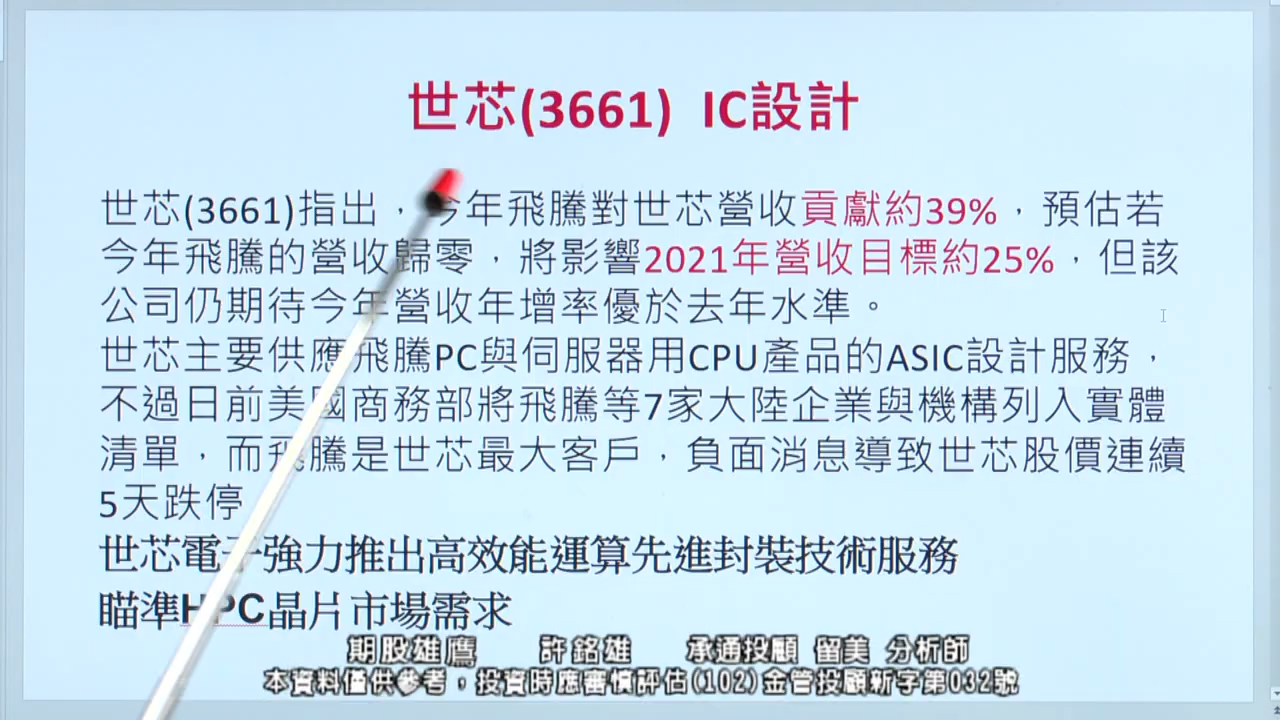 世芯(3661) IC設計
世芯(3661)指出，今年飛騰對世芯營收貢獻約39%，預估若
今年飛騰的營收歸零，將影響2021年營收目標約25%，但該
公司仍期待今年營收年增率優於去年水準。
世芯主要供應飛騰PC與伺服器用CPU產品的ASIC設計服務，
不過日前美國商務部將飛騰等7家大陸企業與機構列入實體
清單，而飛騰是世芯最大客戶，負面消息導致世芯股價連續
5天跌停
世芯電子強力推出高效能運算先進封裝技術服務
瞄準HPC晶片市場需求
期股雄鷹 許銘雄 承通投顧 留美 分析師
本資料僅供參考，投資時應審慎評估(102)金管投顧新字第032號